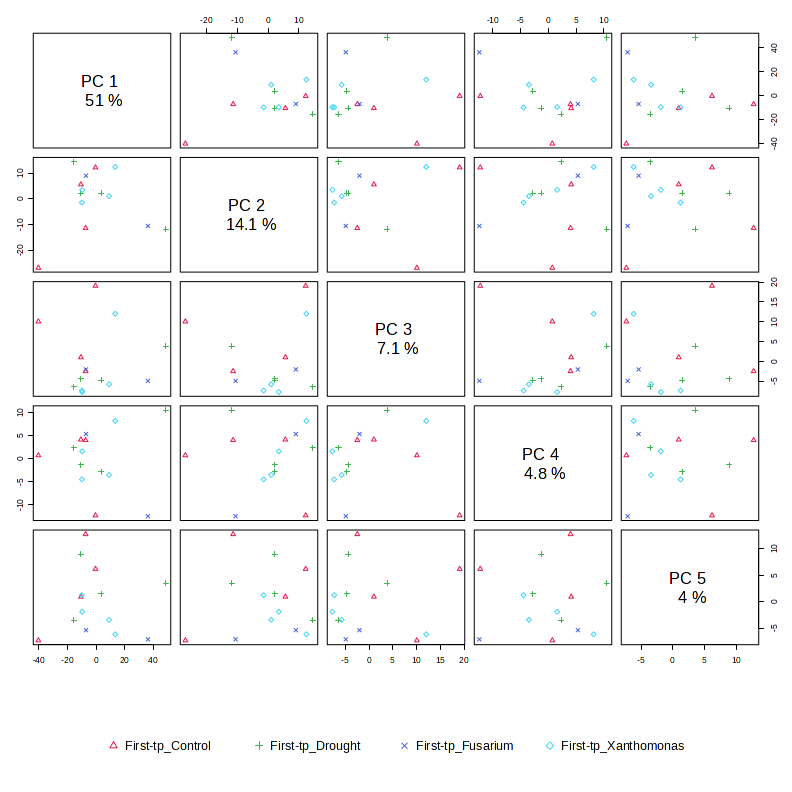 -20 -10 0 10
-10 -5 0 5 10
PC 1
51 %
-40 -20 0 20 40
-20 -10 0 10
PC 2
14.1 %
PC 3
7.1 %
-5 0 5 10 15 20
-10 -5 0 5 10
PC 4
4.8 %
PC 5
4 %
-5 0 5 10
-40 -20 0 20 40
-5 0 5 10 15 20
-5 0 5 10
First-tp_Control
First-tp_Drought
First-tp_Fusarium
First-tp_Xanthomonas